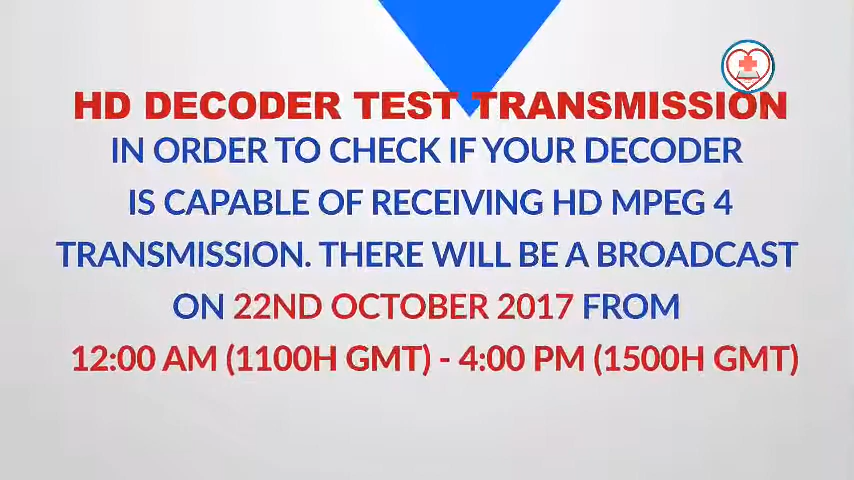 HD DECODER TEST TRANSMISSION
IN ORDER TO CHECK IF YOUR DECODER
IS CAPABLE OF RECEIVING HD MPEG 4
TRANSMISSION. THERE WILL BE A BROADCAST
ON 22ND OCTOBER 2017 FROM
12:00 AM (1100H GMT) - 4:00 PM (1500H GMT)